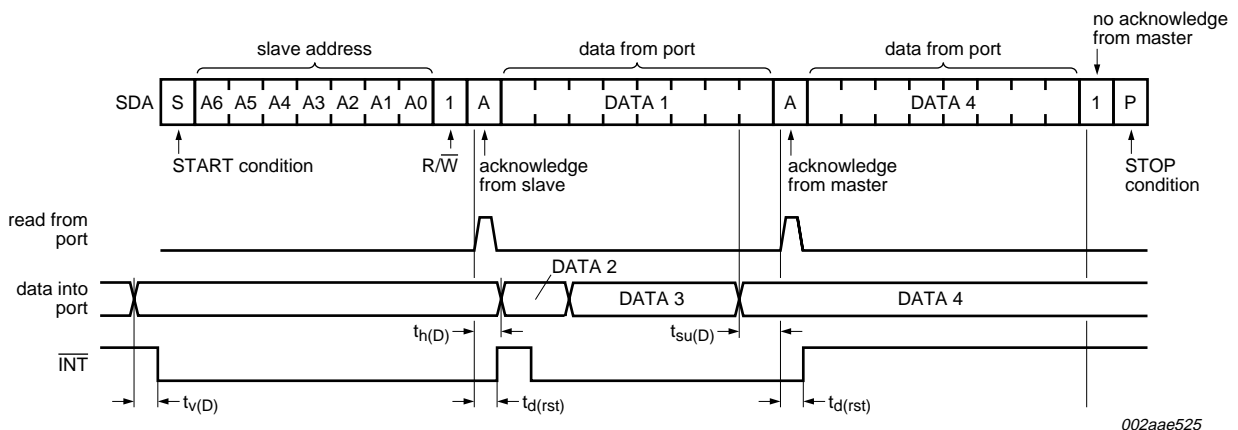 slave address
data from port
data from port
no acknowledge
from master
SDA S A6 A5 A4 A3 A2 A1 A0 1 A DATA 1 A DATA 4 1 P
START condition
R/W̅
acknowledge
from slave
acknowledge
from master
STOP
condition
read from
port
DATA 2
data into
port
DATA 3
DATA 4
th(D)
tsu(D)
I̅N̅T̅
tv(D)
td(rst)
td(rst)
002aae525